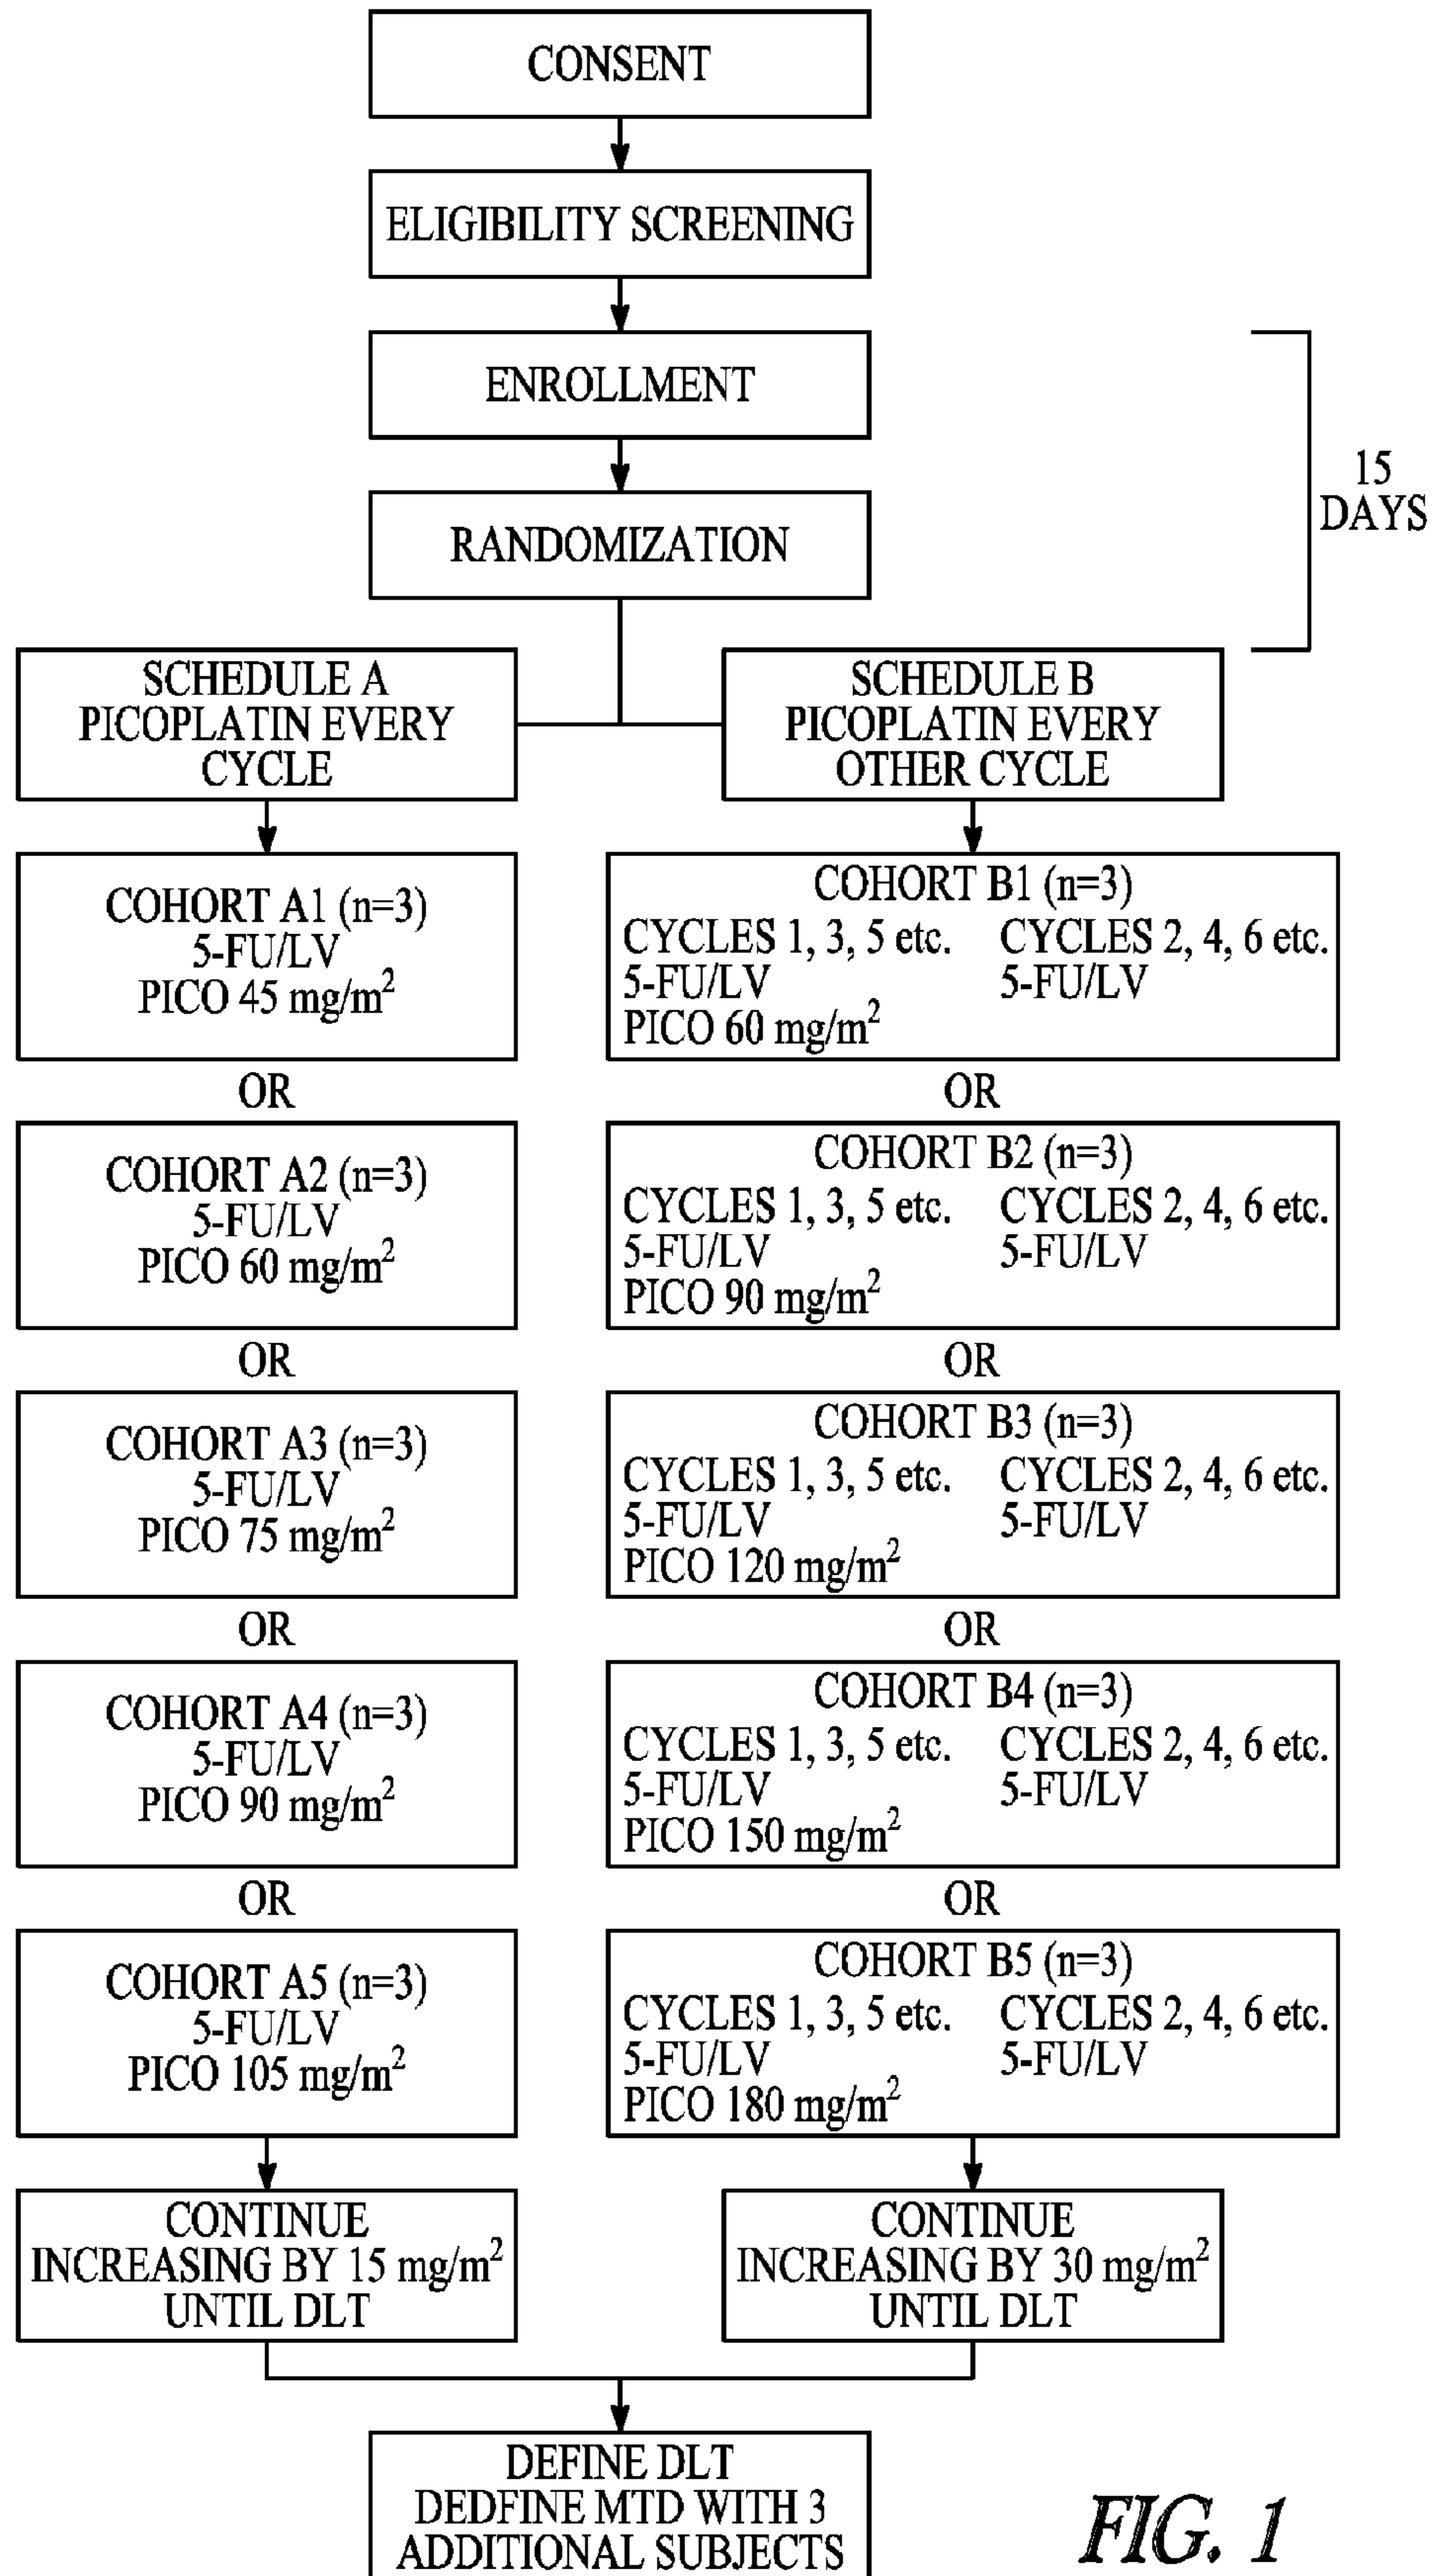 CONSENT
ELIGIBILITY SCREENING
ENROLLMENT
RANDOMIZATION
15
DAYS
SCHEDULE A
PICOPLATIN EVERY
CYCLE
SCHEDULE B
PICOPLATIN EVERY
OTHER CYCLE
COHORT A1 (n=3)
5-FU/LV
PICO 45 mg/m²
COHORT B1 (n=3)
CYCLES 1, 3, 5 etc. CYCLES 2, 4, 6 etc.
5-FU/LV 5-FU/LV
PICO 60 mg/m²
OR OR
COHORT A2 (n=3)
5-FU/LV
PICO 60 mg/m²
COHORT B2 (n=3)
CYCLES 1, 3, 5 etc. CYCLES 2, 4, 6 etc.
5-FU/LV 5-FU/LV
PICO 90 mg/m²
OR OR
COHORT A3 (n=3)
5-FU/LV
PICO 75 mg/m²
COHORT B3 (n=3)
CYCLES 1, 3, 5 etc. CYCLES 2, 4, 6 etc.
5-FU/LV 5-FU/LV
PICO 120 mg/m²
OR OR
COHORT A4 (n=3)
5-FU/LV
PICO 90 mg/m²
COHORT B4 (n=3)
CYCLES 1, 3, 5 etc. CYCLES 2, 4, 6 etc.
5-FU/LV 5-FU/LV
PICO 150 mg/m²
OR OR
COHORT A5 (n=3)
5-FU/LV
PICO 105 mg/m²
COHORT B5 (n=3)
CYCLES 1, 3, 5 etc. CYCLES 2, 4, 6 etc.
5-FU/LV 5-FU/LV
PICO 180 mg/m²
CONTINUE
INCREASING BY 15 mg/m²
UNTIL DLT
CONTINUE
INCREASING BY 30 mg/m²
UNTIL DLT
DEFINE DLT
DEDFINE MTD WITH 3
ADDITIONAL SUBJECTS
FIG. 1